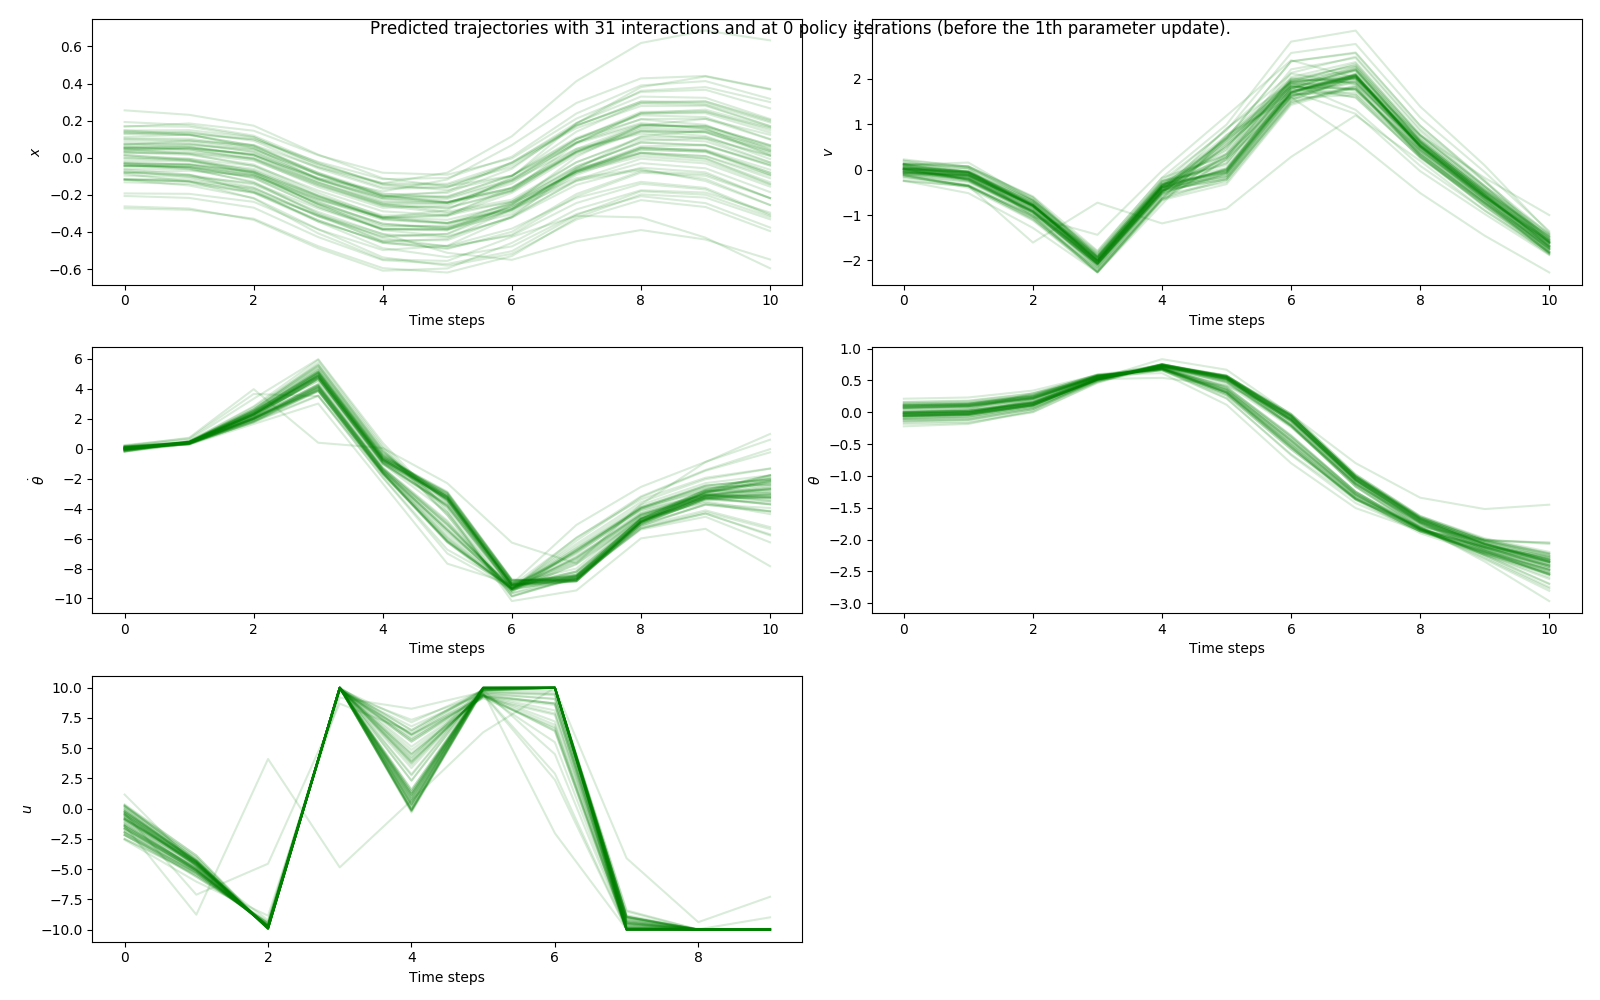 Predicted trajectories with 31 interactions and at 0 policy iterations (before the 1th parameter update).
0.6
0.4
0.2
0.0
−0.2
−0.4
−0.6
x
0 2 4 6 8 10
Time steps
3
2
1
0
−1
−2
v
0 2 4 6 8 10
Time steps
6
4
2
0
−2
−4
−6
−8
−10
θ̇
0 2 4 6 8 10
Time steps
1.0
0.5
0.0
−0.5
−1.0
−1.5
−2.0
−2.5
−3.0
θ
0 2 4 6 8 10
Time steps
10.0
7.5
5.0
2.5
0.0
−2.5
−5.0
−7.5
−10.0
u
0 2 4 6 8
Time steps